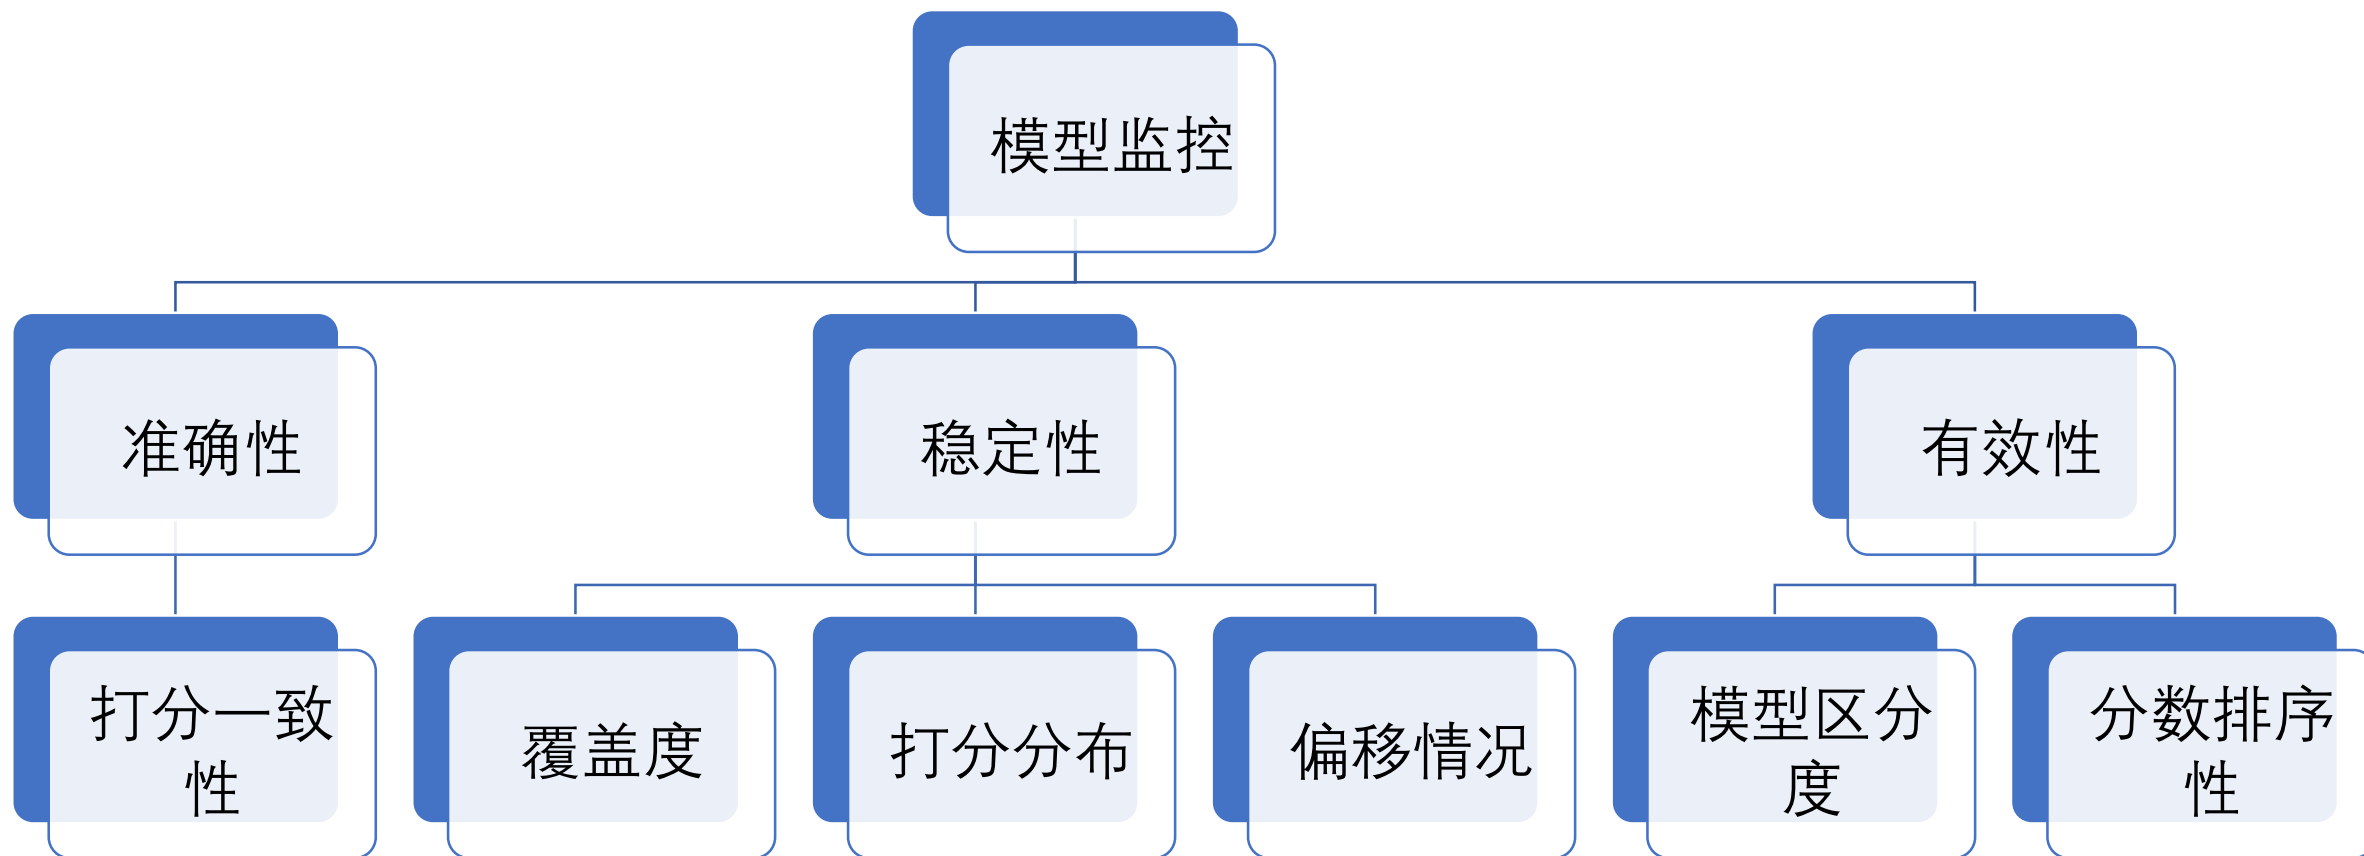 模型监控
准确性
稳定性
有效性
打分一致
性
覆盖度
打分分布
偏移情况
模型区分
度
分数排序
性